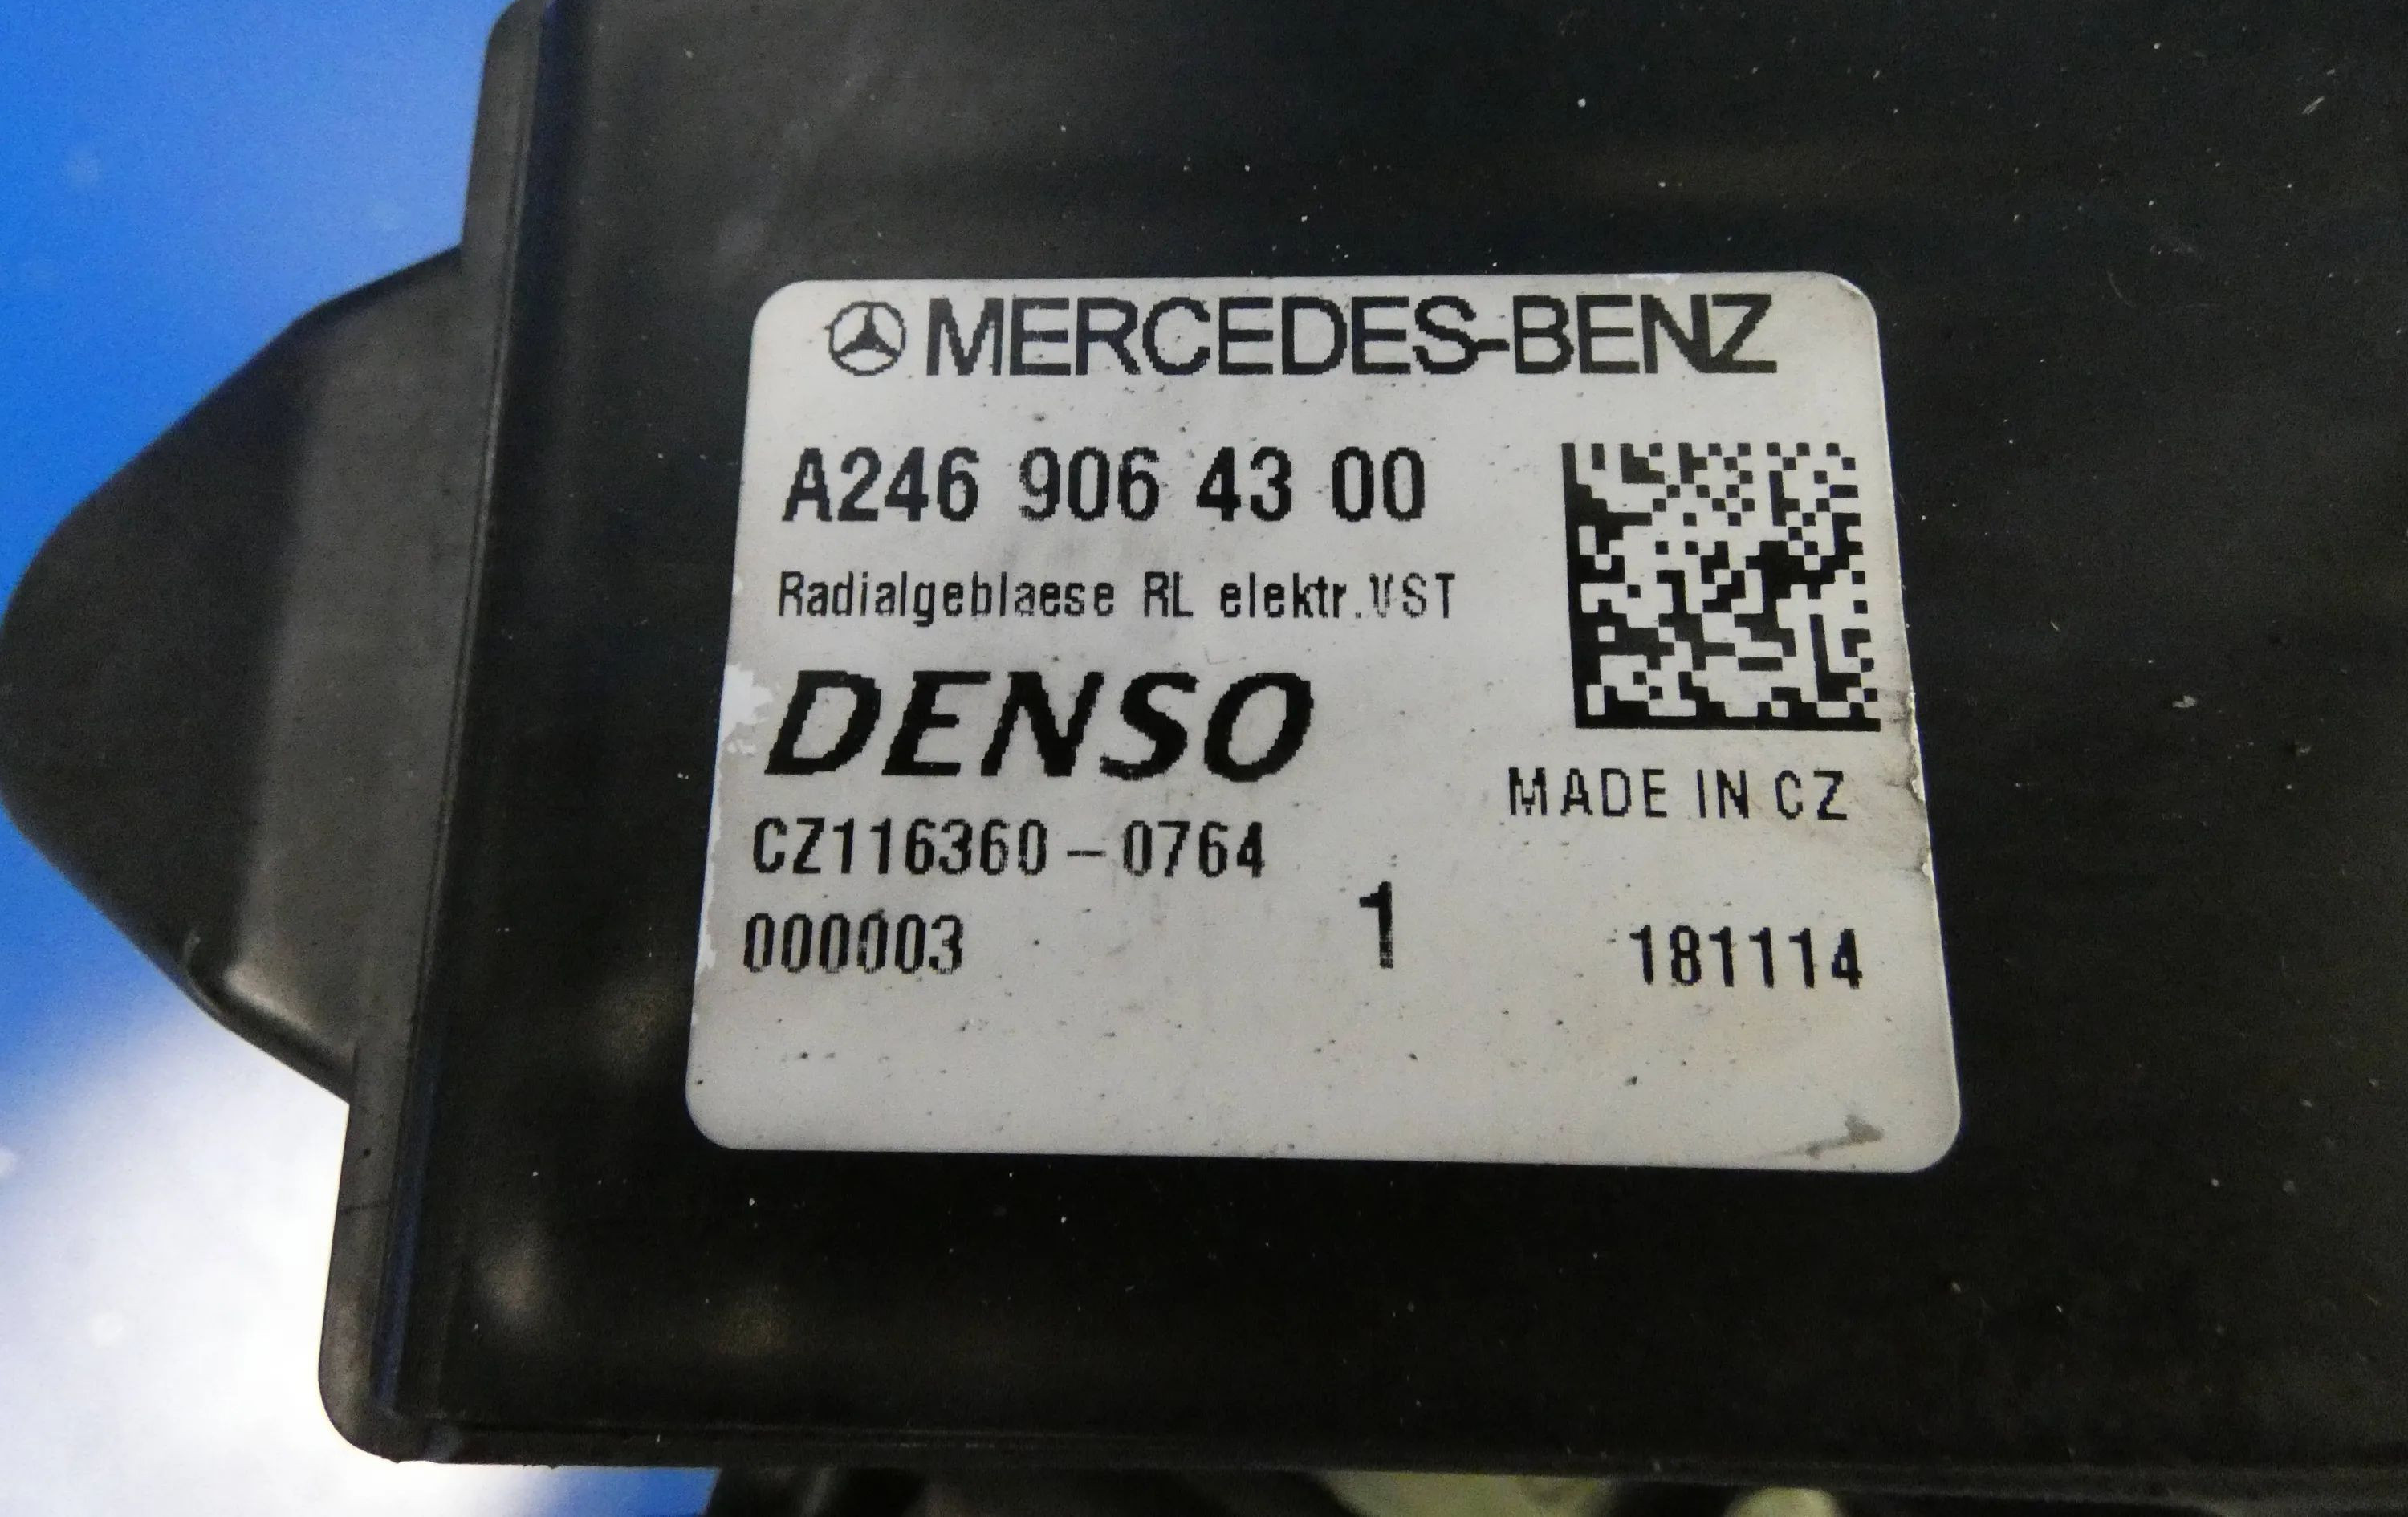 MERCEDES-BENZ
A246 906 43 00
Radialgeblaese RL elektr.VST
DENSO
MADE IN CZ
CZ116360-0764
000003 1 181114